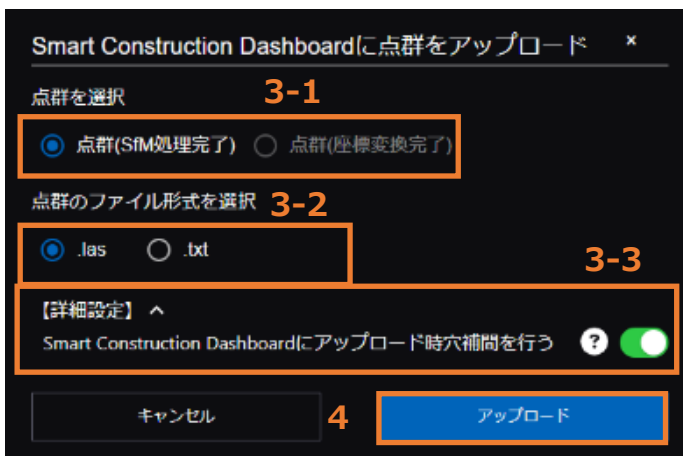 Smart Construction Dashboardに点群をアップロード ×
点群を選択 3-1
点群(SfM処理完了) 点群(座標変換完了)
点群のファイル形式を選択 3-2
.las .txt
3-3
【詳細設定】 ^
Smart Construction Dashboardにアップロード時穴補間を行う ?
キャンセル 4 アップロード